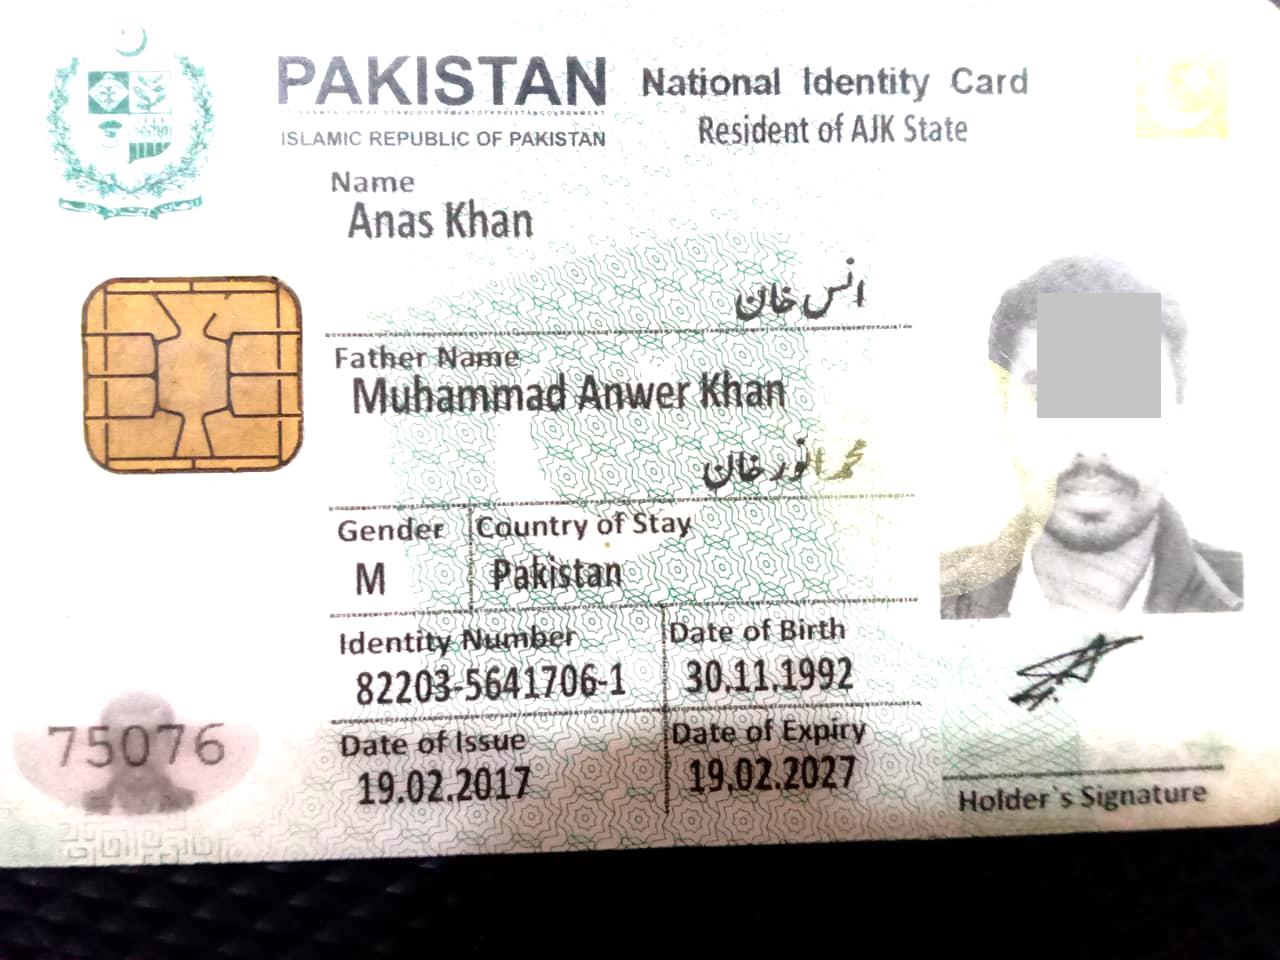 PAKISTAN
National Identity Card
ISLAMIC REPUBLIC OF PAKISTAN
Resident of AJK State
Name
Anas Khan
انس خان
Father Name
Muhammad Anwer Khan
محمد انور خان
Gender
Country of Stay
M
Pakistan
Identity Number
Date of Birth
82203-5641706-1
30.11.1992
Date of Issue
Date of Expiry
19.02.2017
19.02.2027
75076
Holder's Signature